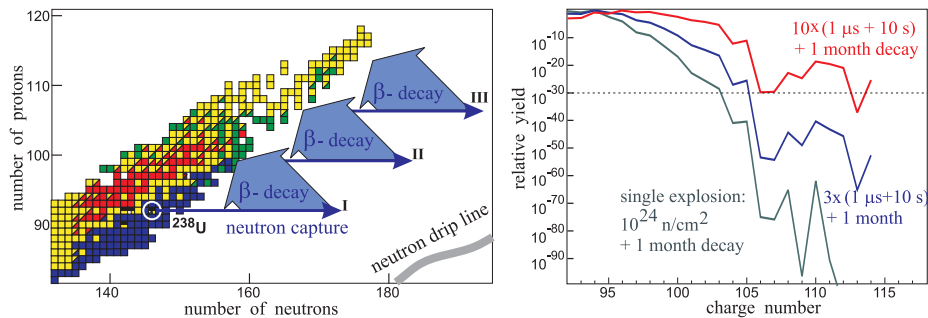 120
110
100
90
number of protons
140
160
180
number of neutrons
β- decay
III
β- decay
II
β- decay
I
238U
neutron capture
neutron drip line
10-10
10-20
10-30
10-40
10-50
10-60
10-70
10-80
10-90
relative yield
95
100
105
110
115
charge number
10x (1 μs + 10 s)
+ 1 month decay
single explosion:
10^24 n/cm2
+ 1 month decay
3x (1 μs+10 s)
+ 1 month